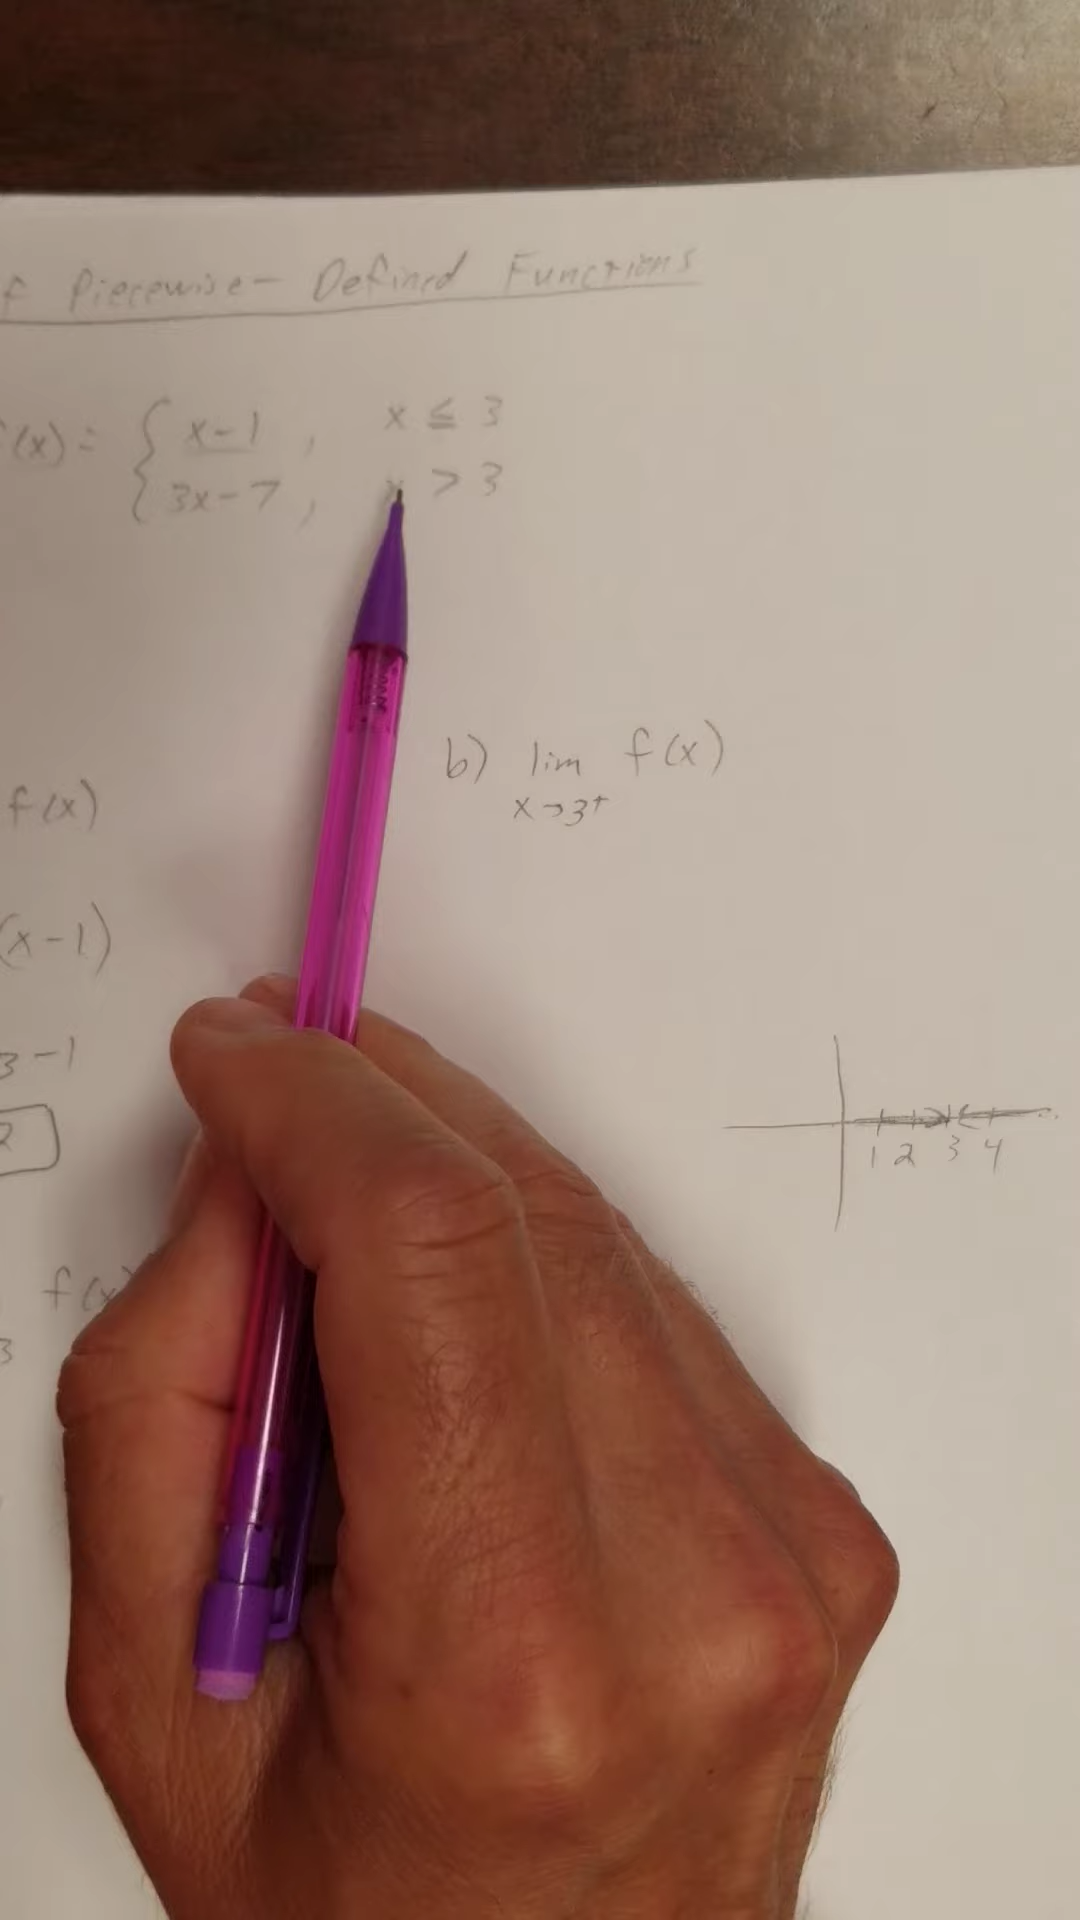 f Piecewise- Defined Functions
(x) = { x-1 , x ≤ 3
3x-7 , x > 3
b) lim f(x)
x→3⁺
f(x)
(x-1)
3-1
2
1 2 3 4
f(x)
3